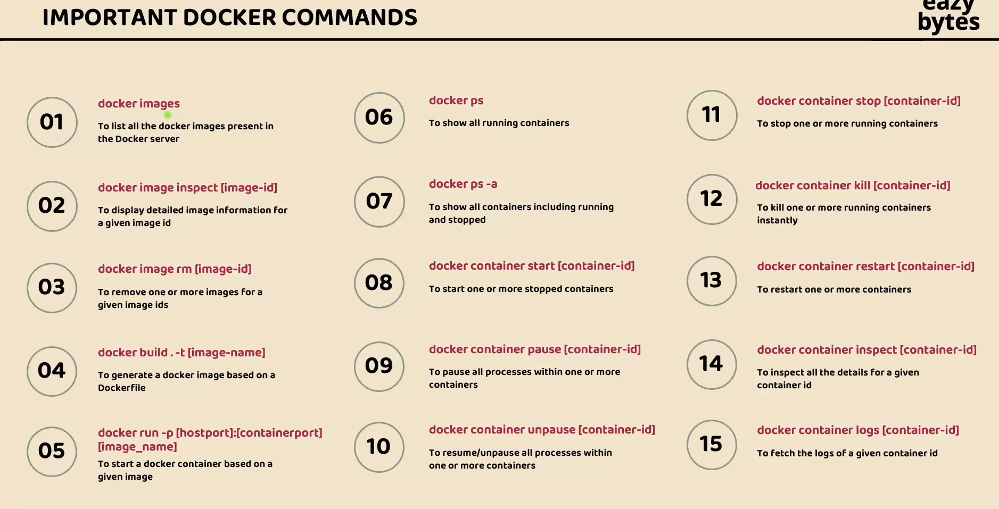 IMPORTANT DOCKER COMMANDS
eazy
bytes
01
docker images
To list all the docker images present in
the Docker server
02
docker image inspect [image-id]
To display detailed image information for
a given image id
03
docker image rm [image-id]
To remove one or more images for a
given image ids
04
docker build . -t [image-name]
To generate a docker image based on a
Dockerfile
05
docker run -p [hostport]:[containerport]
[image_name]
To start a docker container based on a
given image
06
docker ps
To show all running containers
07
docker ps -a
To show all containers including running
and stopped
08
docker container start [container-id]
To start one or more stopped containers
09
docker container pause [container-id]
To pause all processes within one or more
containers
10
docker container unpause [container-id]
To resume/unpause all processes within
one or more containers
11
docker container stop [container-id]
To stop one or more running containers
12
docker container kill [container-id]
To kill one or more running containers
instantly
13
docker container restart [container-id]
To restart one or more containers
14
docker container inspect [container-id]
To inspect all the details for a given
container id
15
docker container logs [container-id]
To fetch the logs of a given container id